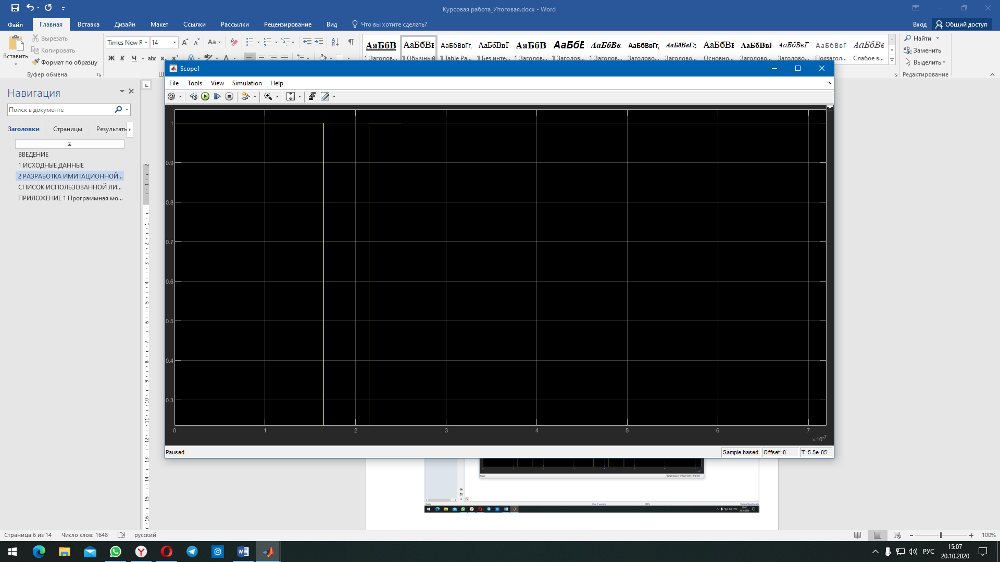 Курсовая работа_Итоговая.docx - Word
Файл Главная Вставка Дизайн Макет Ссылки Рассылки Рецензирование Вид Что вы хотите сделать? Вход Общий доступ
Вставить
Вырезать
Копировать
Формат по образцу
Буфер обмена
Times New R 14
Aa
Ж К Ч abc x₂ x²
АаБбВ АаБбВı АаБбВвГг, АаБбВвГ АаБбВ АаБбЕ АаБбВв. АаБбВвГг, АаБбВвГг, АаБбВı АаБбВвІ АаБбВвГ АаБбВвГ АаБбВв
¶ Заголов... ¶ Обычный ¶ Table Pa... ¶ Без инте... ¶ Заголов... ¶ Заголов... ¶ Заголов... Заголово... Заголово... Осново... Заголово... Заголово... Подзагол... Слабое в...
Найти
Заменить
Выделить
Редактирование
Навигация
Поиск в документе
Заголовки Страницы Результать
ВВЕДЕНИЕ
1 ИСХОДНЫЕ ДАННЫЕ
2 РАЗРАБОТКА ИМИТАЦИОННОЙ...
СПИСОК ИСПОЛЬЗОВАННОЙ ЛИ...
ПРИЛОЖЕНИЕ 1 Программная мо...
Scope1
File Tools View Simulation Help
1
0.9
0.8
0.7
0.6
0.5
0.4
0.3
0 1 2 3 4 5 6 7
×10⁻⁷
Paused
Sample based Offset=0 T=5.5e-05
Страница 6 из 14 Число слов: 1648 русский
100%
РУС
15:07
20.10.2020